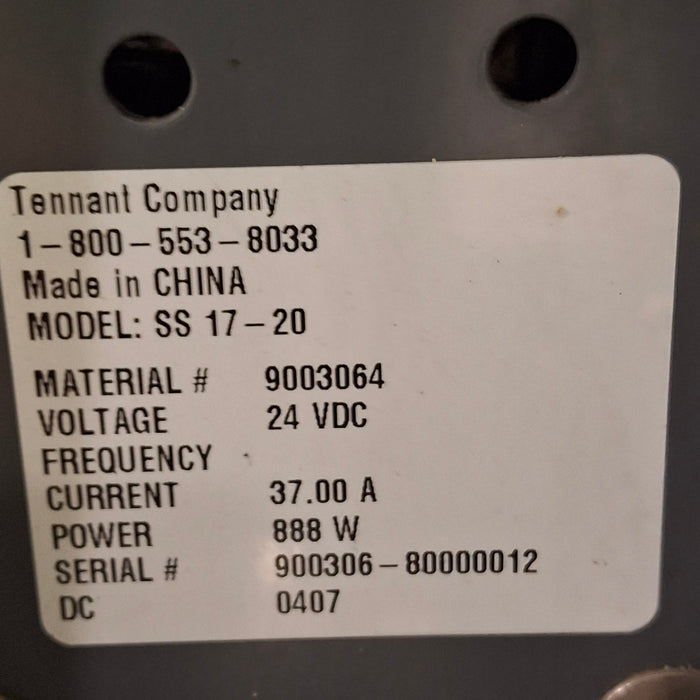 Tennant Company
1-800-553-8033
Made in CHINA
MODEL: SS 17-20
MATERIAL # 9003064
VOLTAGE 24 VDC
FREQUENCY
CURRENT 37.00 A
POWER 888 W
SERIAL # 900306-80000012
DC 0407